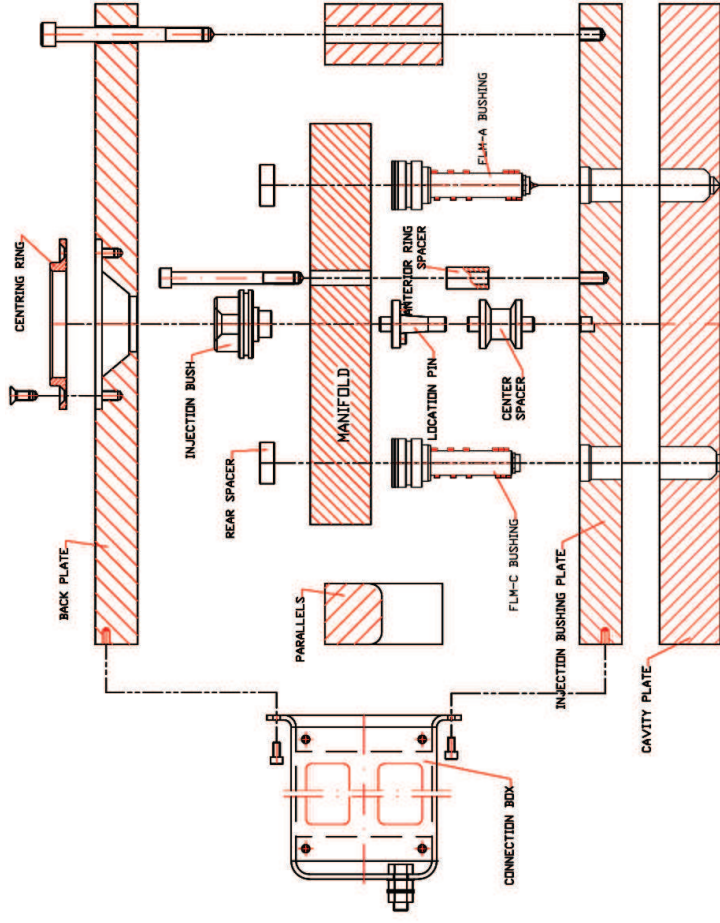 CENTRING RING
BACK PLATE
INJECTION BUSH
REAR SPACER
MANIFOLD
FLM-A BUSHING
ANTERIOR RING
SPACER
LOCATION PIN
CENTER
SPACER
FLM-C BUSHING
PARALLELS
INJECTION BUSHING PLATE
CAVITY PLATE
CONNECTION BOX